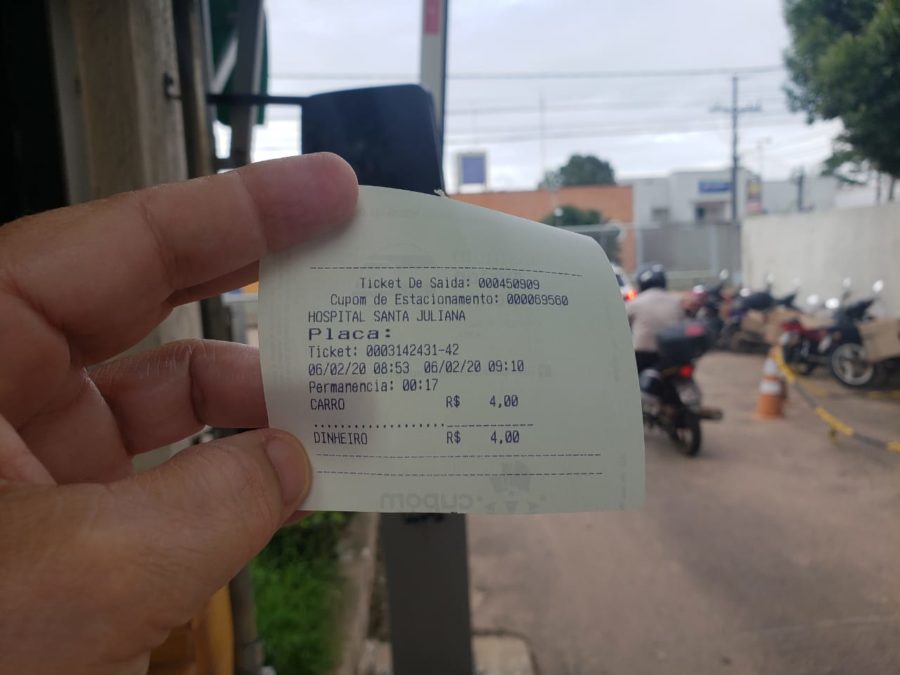 Ticket De Saida: 000450909
Cupom de Estacionamento: 000069560
HOSPITAL SANTA JULIANA
Placa:
Ticket: 0003142431-42
06/02/20 08:53 06/02/20 09:10
Permanencia: 00:17
CARRO R$ 4,00
DINHEIRO R$ 4,00
cupom